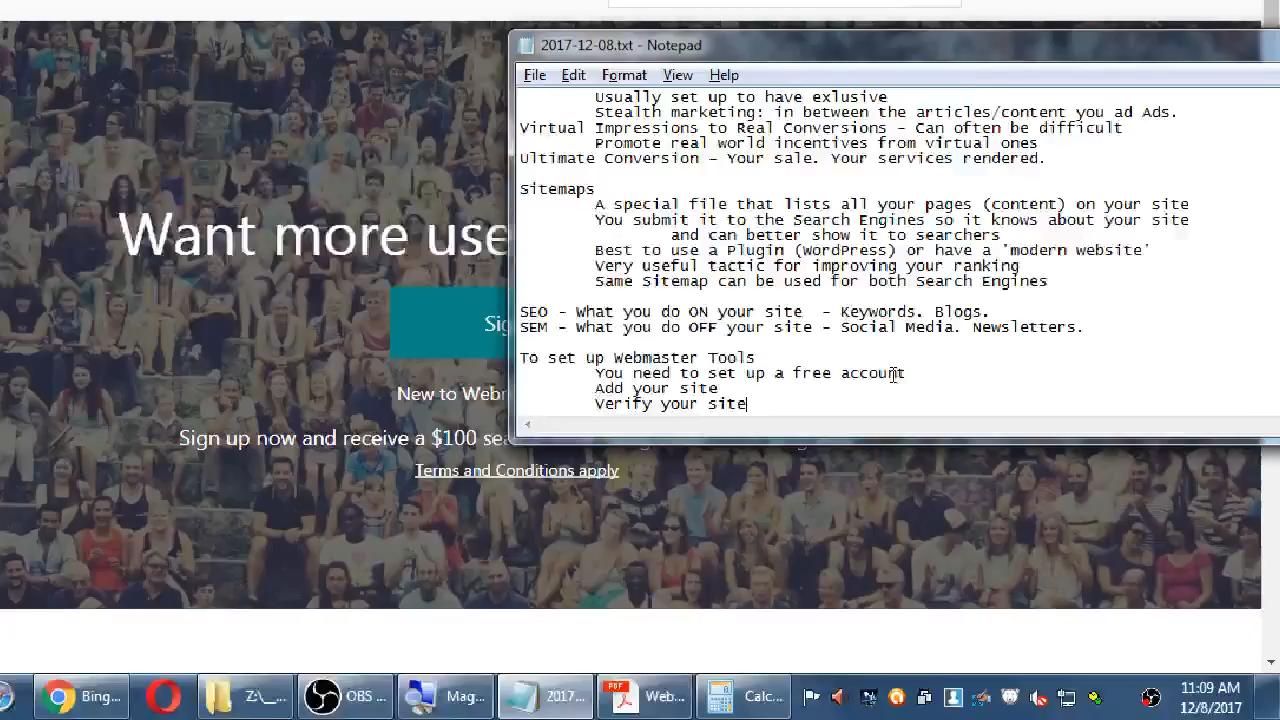 2017-12-08.txt - Notepad
File Edit Format View Help
Usually set up to have exlusive
Stealth marketing: in between the articles/content you ad Ads.
Virtual Impressions to Real Conversions - Can often be difficult
Promote real world incentives from virtual ones
Ultimate Conversion - Your sale. Your services rendered.
Sitemaps
A special file that lists all your pages (content) on your site
You submit it to the Search Engines so it knows about your site
and can better show it to searchers
Best to use a Plugin (WordPress) or have a 'modern website'
Very useful tactic for improving your ranking
Same Sitemap can be used for both Search Engines
SEO - What you do ON your site - Keywords. Blogs.
SEM - What you do OFF your site - Social Media. Newsletters.
To set up Webmaster Tools
You need to set up a free account
Add your site
Verify your site
Want more use
Sig
New to Webr
Sign up now and receive a $100 sea
Terms and Conditions apply
Bing...
Z:\_...
OBS ...
Mag...
2017...
PDF
Web...
Calc...
11:09 AM
12/8/2017